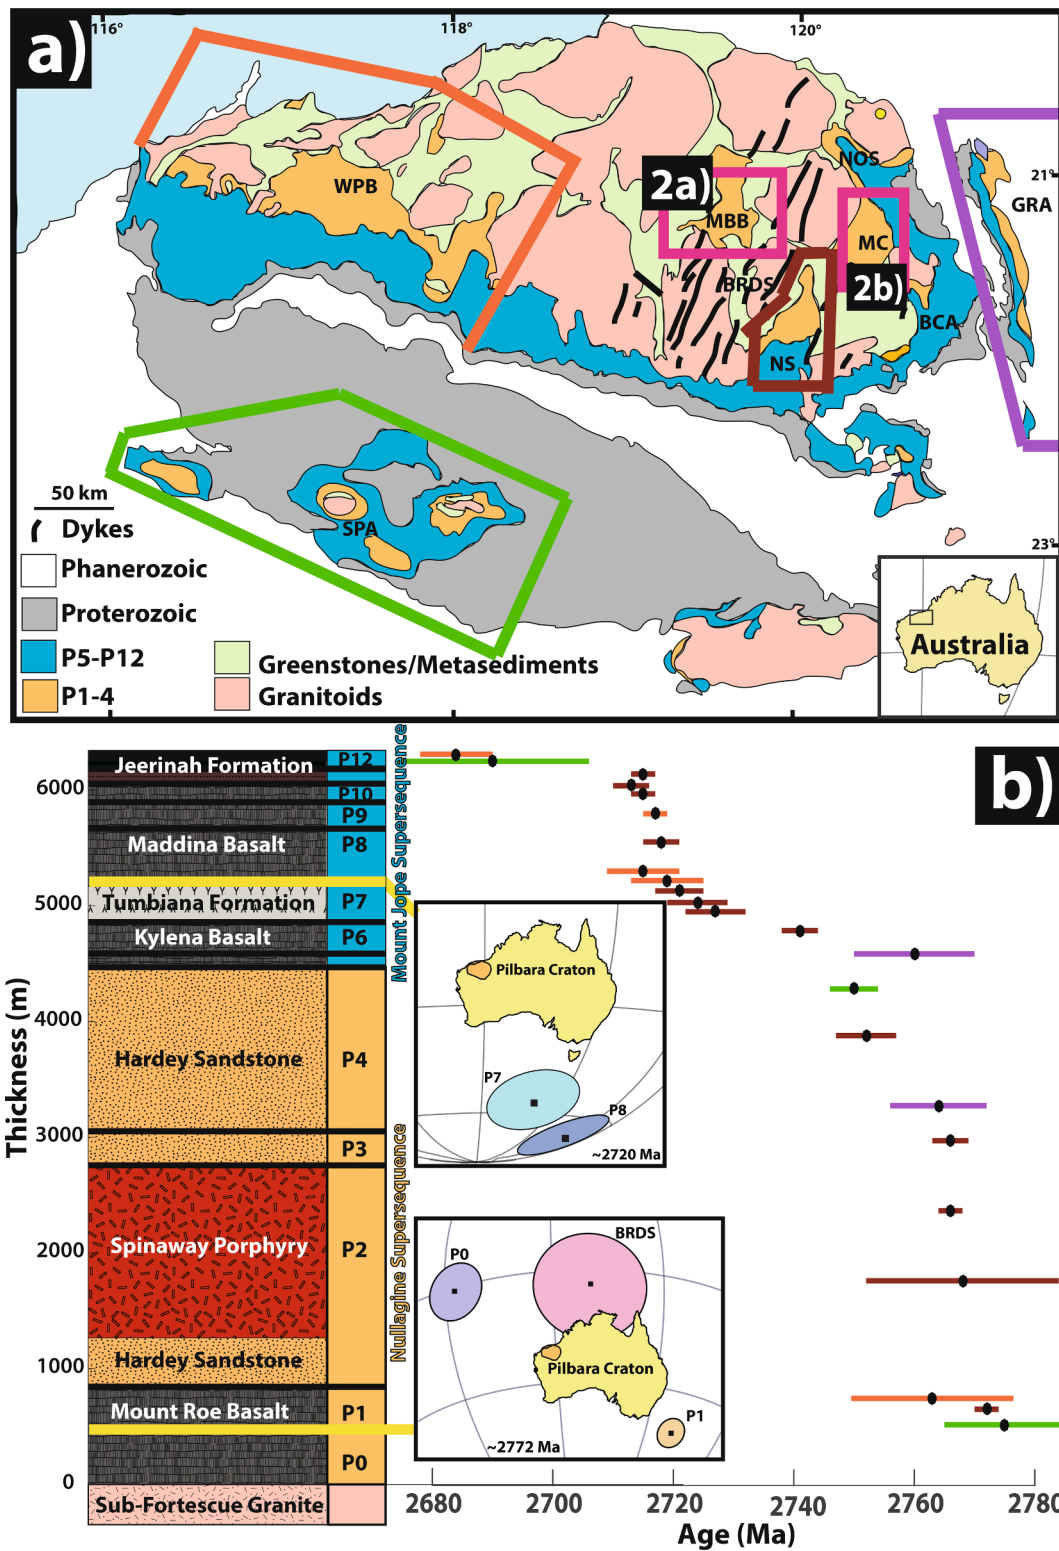 a)
116°
118°
120°
NOS
21°
2a)
WPB
GRA
MBB
MC
BRDS
2b)
BCA
NS
50 km
SPA
Dykes
23°
Phanerozoic
Proterozoic
P5-P12
Greenstones/Metasediments
P1-4
Granitoids
Australia
b)
Jeerinah Formation
P12
6000
P10
P9
Maddina Basalt
P8
Mount Jope Supersequence
5000
Tumbiana Formation
P7
Kylena Basalt
P6
Pilbara Craton
4000
Thickness (m)
Hardey Sandstone
P4
P7
P8
~2720 Ma
3000
P3
Nullagine Supersequence
2000
Spinaway Porphyry
P2
P0
BRDS
1000
Hardey Sandstone
Pilbara Craton
Mount Roe Basalt
P1
P1
~2772 Ma
P0
0
Sub-Fortescue Granite
2680
2700
2720
2740
2760
2780
Age (Ma)